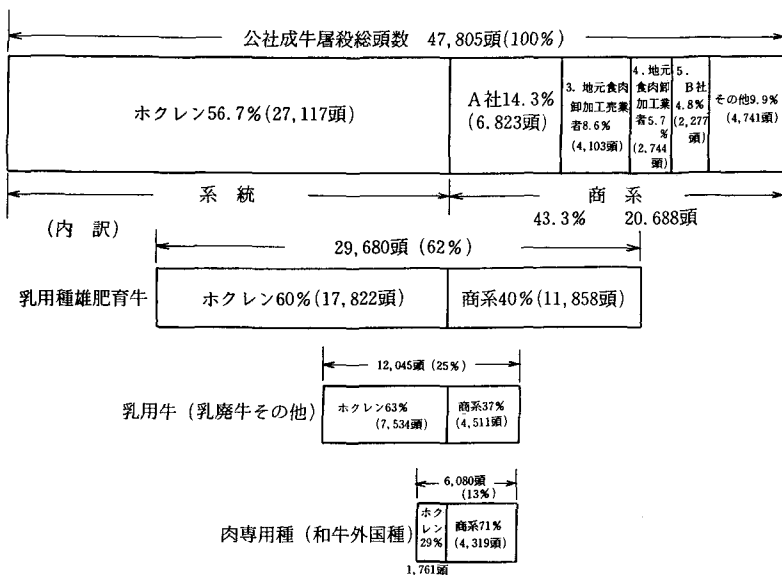 公社成牛屠殺総頭数 47,805頭(100%)
ホクレン56.7%(27,117頭)
A社14.3%
(6.823頭)
3. 地元食肉
卸加工売業
者8.6%
(4,103頭)
4.地元
食肉卸
加工業
者5.7
%
(2,744
頭)
5.
B社
4.8%
(2,277
頭)
その他9.9%
(4,741頭)
系統
商系
43.3% 20.688頭
(内訳)
29,680頭(62%)
乳用種雄肥育牛
ホクレン60%(17,822頭)
商系40%(11,858頭)
12,045頭(25%)
乳用牛(乳廃牛その他)
ホクレン63%
(7,534頭)
商系37%
(4,511頭)
6,080頭
(13%)
肉専用種(和牛外国種)
ホク
レン
29%
商系71%
(4,319頭)
1,761頭